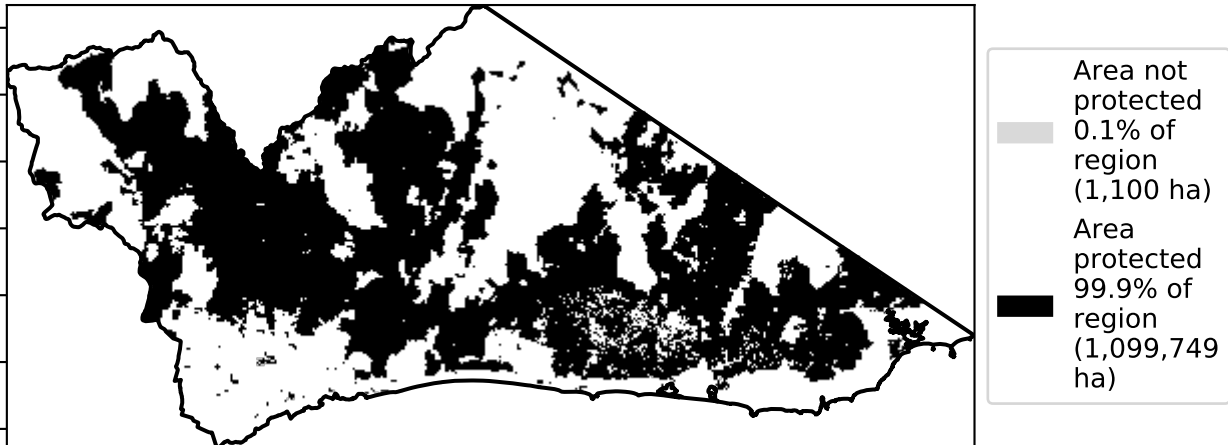 Area not
protected
0.1% of
region
(1,100 ha)
Area
protected
99.9% of
region
(1,099,749
ha)